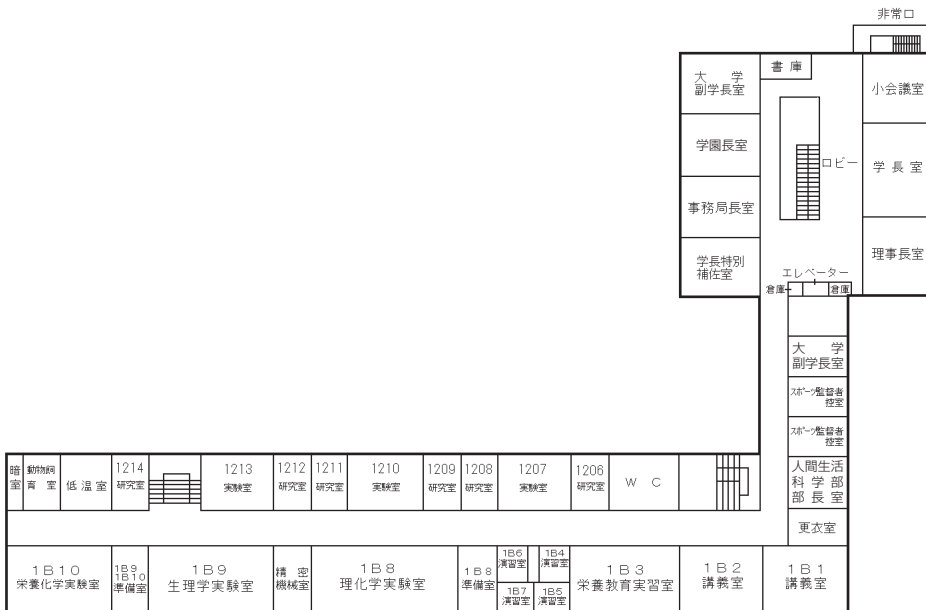 非常口
書 庫
大 学
副学長室
小会議室
学園長室
ロビー
学 長 室
事務局長室
学長特別
補佐室
理事長室
エレベーター
倉庫
倉庫
大 学
副学長室
スポーツ監督者
控室
スポーツ監督者
控室
人間生活
科 学 部
部 長 室
更衣室
暗
室
動物飼
育 室
低 温 室
1214
研究室
1213
実験室
1212
研究室
1211
研究室
1210
実験室
1209
研究室
1208
研究室
1207
実験室
1206
研究室
W C
1B10
栄養化学実験室
1B9
1B10
準備室
1B9
生理学実験室
精 密
機械室
1B8
理化学実験室
1B8
準備室
1B6
演習室
1B4
演習室
1B7
演習室
1B5
演習室
1B3
栄養教育実習室
1B2
講義室
1B1
講義室